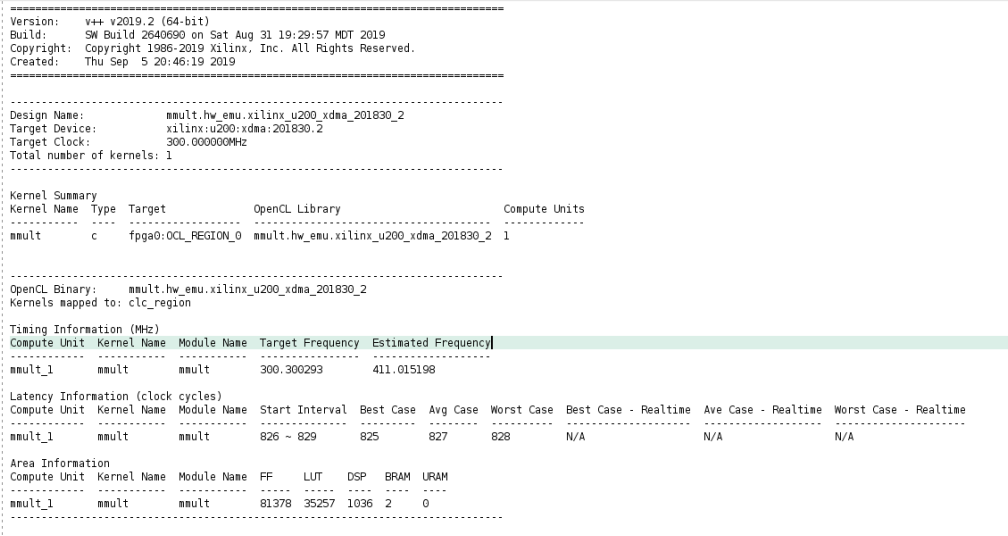 ===============================================================================
Version:    v++ v2019.2 (64-bit)
Build:      SW Build 2640690 on Sat Aug 31 19:29:57 MDT 2019
Copyright:  Copyright 1986-2019 Xilinx, Inc. All Rights Reserved.
Created:    Thu Sep  5 20:46:19 2019
===============================================================================
-------------------------------------------------------------------------------
Design Name:             mmult.hw_emu.xilinx_u200_xdma_201830_2
Target Device:           xilinx:u200:xdma:201830.2
Target Clock:            300.000000MHz
Total number of kernels: 1
-------------------------------------------------------------------------------
Kernel Summary
Kernel Name  Type  Target              OpenCL Library                          Compute Units
-----------  ----  ------------------  --------------------------------------  -------------
mmult        c     fpga0:OCL_REGION_0  mmult.hw_emu.xilinx_u200_xdma_201830_2  1
-------------------------------------------------------------------------------
OpenCL Binary:     mmult.hw_emu.xilinx_u200_xdma_201830_2
Kernels mapped to: clc_region
Timing Information (MHz)
Compute Unit  Kernel Name  Module Name  Target Frequency  Estimated Frequency
------------  -----------  -----------  ----------------  -------------------
mmult_1       mmult        mmult        300.300293        411.015198
Latency Information (clock cycles)
Compute Unit  Kernel Name  Module Name  Start Interval  Best Case  Avg Case  Worst Case  Best Case - Realtime  Ave Case - Realtime  Worst Case - Realtime
------------  -----------  -----------  --------------  ---------  --------  ----------  --------------------  -------------------  ---------------------
mmult_1       mmult        mmult        826 ~ 829       825        827       828         N/A                   N/A                  N/A
Area Information
Compute Unit  Kernel Name  Module Name  FF     LUT    DSP   BRAM  URAM
------------  -----------  -----------  -----  -----  ----  ----  ----
mmult_1       mmult        mmult        81378  35257  1036  2     0
-------------------------------------------------------------------------------